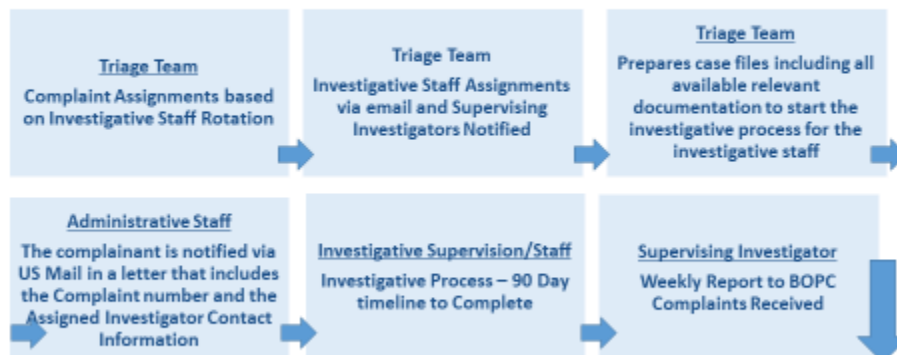 Triage Team
Complaint Assignments based
on Investigative Staff Rotation
Triage Team
Investigative Staff Assignments
via email and Supervising
Investigators Notified
Triage Team
Prepares case files including all
available relevant
documentation to start the
investigative process for the
investigative staff
Administrative Staff
The complainant is notified via
US Mail in a letter that includes
the Complaint number and the
Assigned Investigator Contact
Information
Investigative Supervision/Staff
Investigative Process – 90 Day
timeline to Complete
Supervising Investigator
Weekly Report to BOPC
Complaints Received